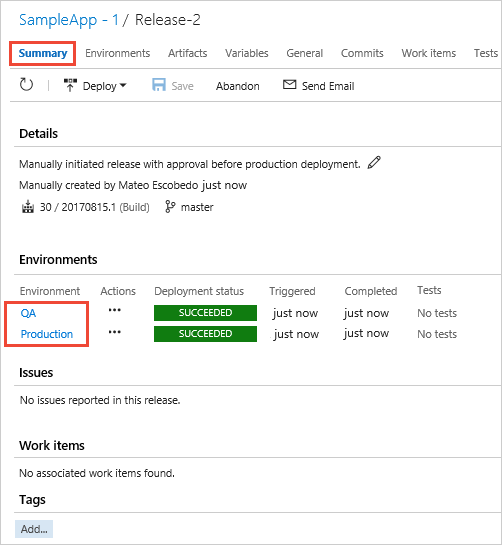 SampleApp - 1 / Release-2
Summary Environments Artifacts Variables General Commits Work items Tests
Deploy Save Abandon Send Email
Details
Manually initiated release with approval before production deployment.
Manually created by Mateo Escobedo just now
30 / 20170815.1 (Build) master
Environments
Environment Actions Deployment status Triggered Completed Tests
QA ... SUCCEEDED just now just now No tests
Production ... SUCCEEDED just now just now No tests
Issues
No issues reported in this release.
Work items
No associated work items found.
Tags
Add...